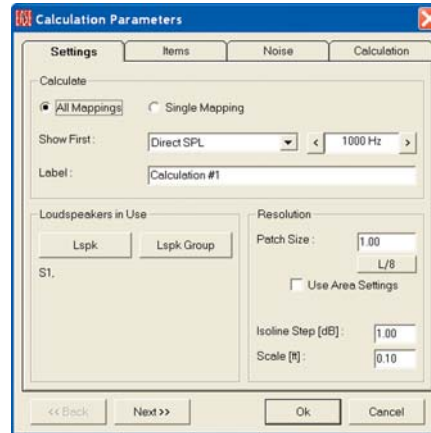 Calculation Parameters
Settings Items Noise Calculation
Calculate
All Mappings Single Mapping
Show First : Direct SPL < 1000 Hz >
Label : Calculation #1
Loudspeakers in Use
Lspk Lspk Group
S1,
Resolution
Patch Size : 1.00
L/8
Use Area Settings
Isoline Step [dB] : 1.00
Scale [ft] : 0.10
<< Back Next >> Ok Cancel